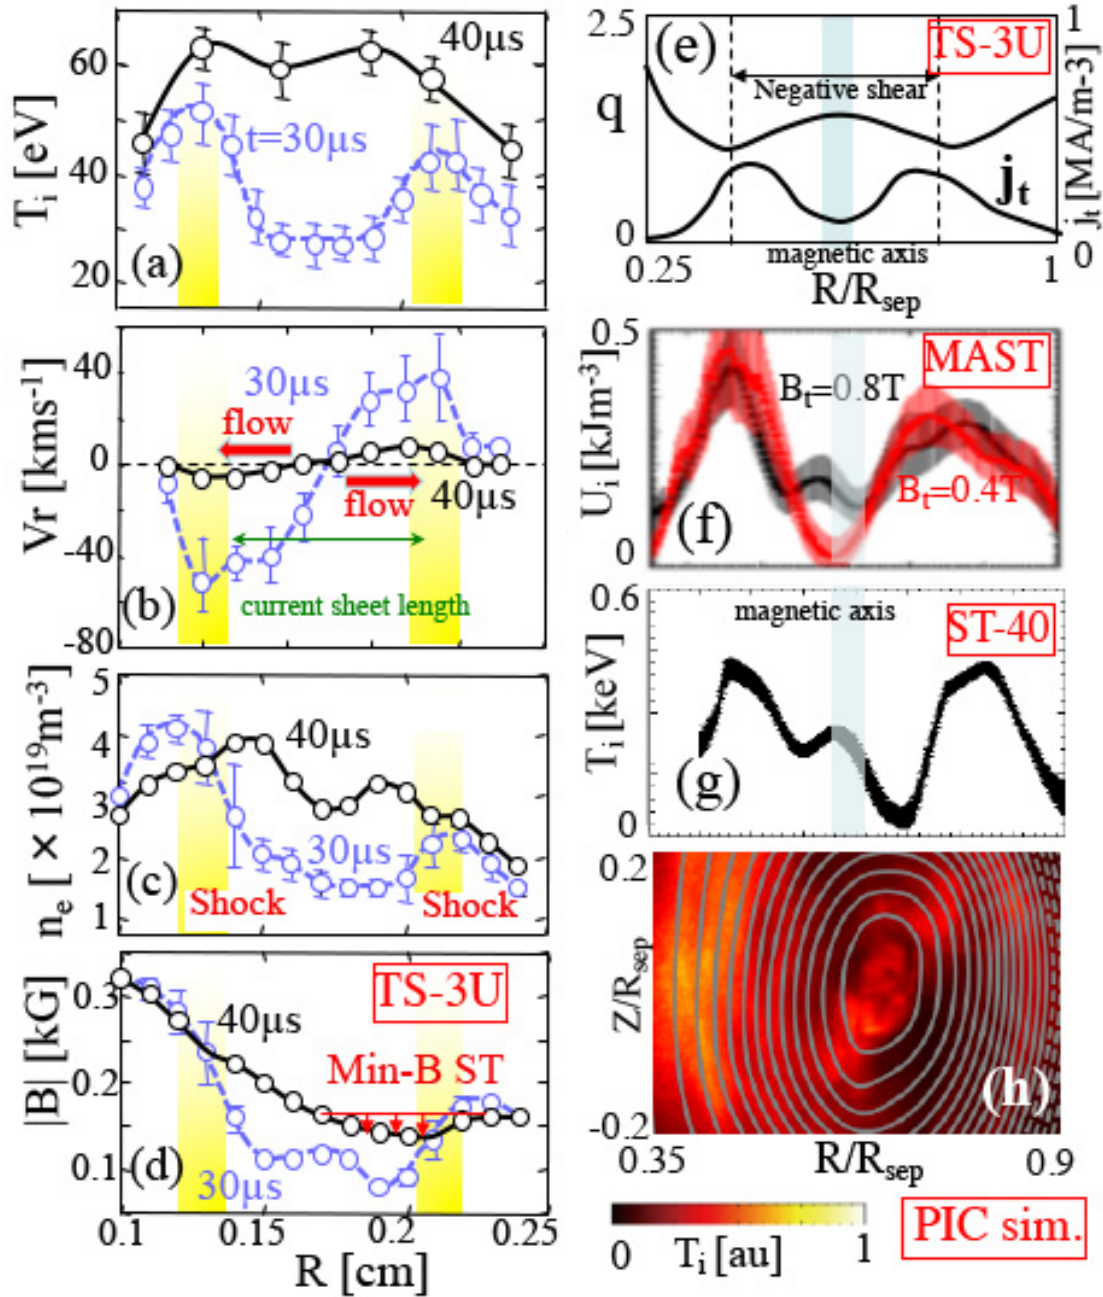 60
40
20
T_i [eV]
40μs
t=30μs
(a)
40
0
-40
-80
Vr [kms⁻¹]
30μs
flow
flow
40μs
current sheet length
(b)
5
4
3
2
1
n_e [×10¹⁹m⁻³]
40μs
30μs
(c)
Shock
Shock
0.3
0.2
0.1
|B| [kG]
TS-3U
40μs
Min-B ST
30μs
(d)
0.1
0.15
0.2
0.25
R [cm]
2.5
q
0
(e)
TS-3U
Negative shear
j_t
magnetic axis
1
j_t [MA/m-3]
0
0.25
R/R_sep
1
0.5
U_i [kJm⁻³]
0
MAST
B_t=0.8T
B_t=0.4T
(f)
0.6
T_i [keV]
0
magnetic axis
ST-40
(g)
0.2
Z/R_sep
-0.2
(h)
0.35
R/R_sep
0.9
0
T_i [au]
1
PIC sim.